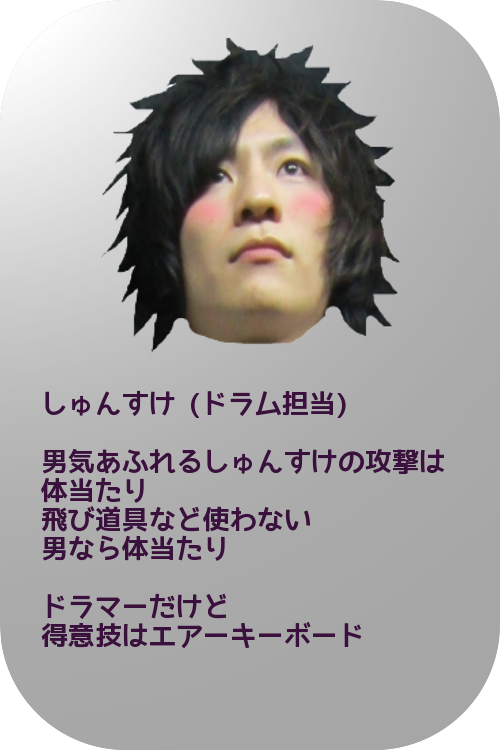 しゅんすけ (ドラム担当)
男気あふれるしゅんすけの攻撃は
体当たり
飛び道具など使わない
男なら体当たり
ドラマーだけど
得意技はエアーキーボード